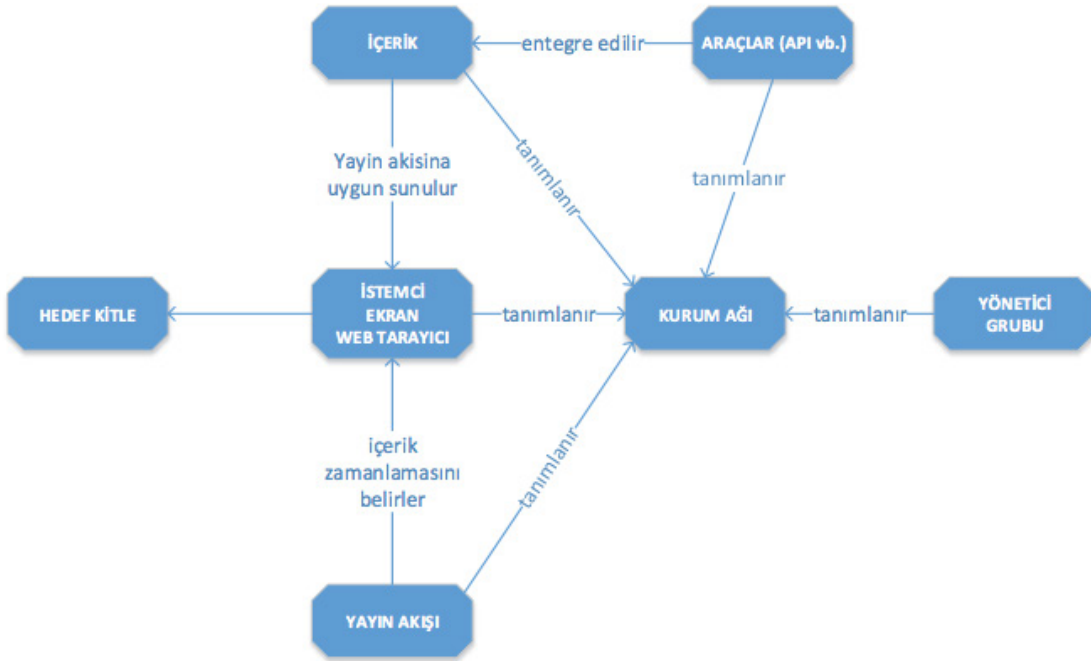 İÇERİK
entegre edilir
ARAÇLAR (API vb.)
Yayin akisina
uygun sunulur
tanımlanır
tanımlanır
HEDEF KİTLE
İSTEMCİ
EKRAN
WEB TARAYICI
tanımlanır
KURUM AĞI
tanımlanır
YÖNETİCİ
GRUBU
içerik
zamanlamasını
belirler
tanımlanır
YAYIN AKIŞI